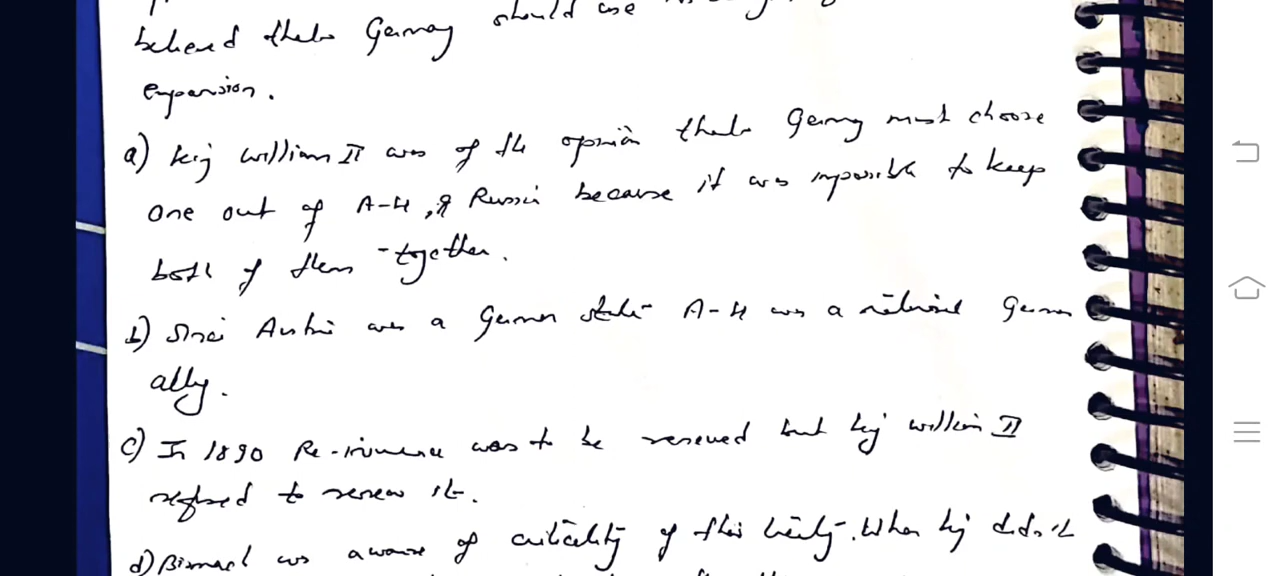 believed that Germany should use
expansion.
a) king william II was of the opinion that Germany must choose
one out of A-H, & Russia because it was impossible to keep
both of them together.
b) Since Austria was a German state A-H was a natural German
ally.
c) In 1890 Re-insurance was to be renewed but king william II
refused to renew it.
d) Bismack was aware of criticality of this treaty. When king didn't